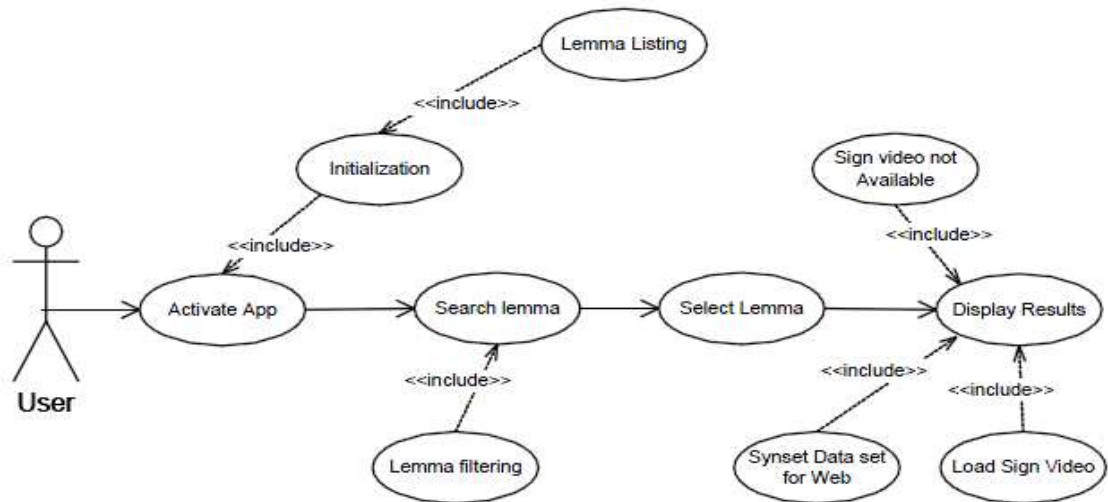 Lemma Listing
<<include>>
Initialization
Sign video not
Available
<<include>>
<<include>>
Activate App
Search lemma
Select Lemma
Display Results
User
<<include>>
<<include>>
<<include>>
Lemma filtering
Synset Data set
for Web
Load Sign Video